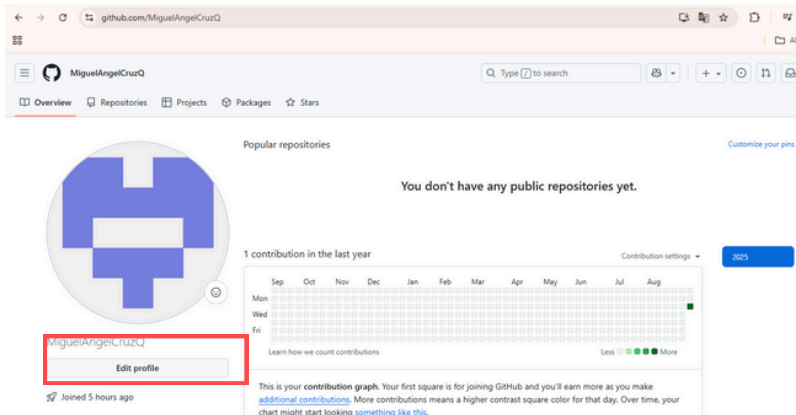 github.com/MiguelAngelCruzQ
MiguelAngelCruzQ
Type / to search
Overview Repositories Projects Packages Stars
Popular repositories Customize your pins
You don't have any public repositories yet.
1 contribution in the last year Contribution settings 2025
Sep Oct Nov Dec Jan Feb Mar Apr May Jun Jul Aug
Mon
Wed
Fri
Learn how we count contributions Less More
MiguelAngelCruzQ
Edit profile
Joined 5 hours ago
This is your contribution graph. Your first square is for joining GitHub and you'll earn more as you make
additional contributions. More contributions means a higher contrast square color for that day. Over time, your
chart might start looking something like this.